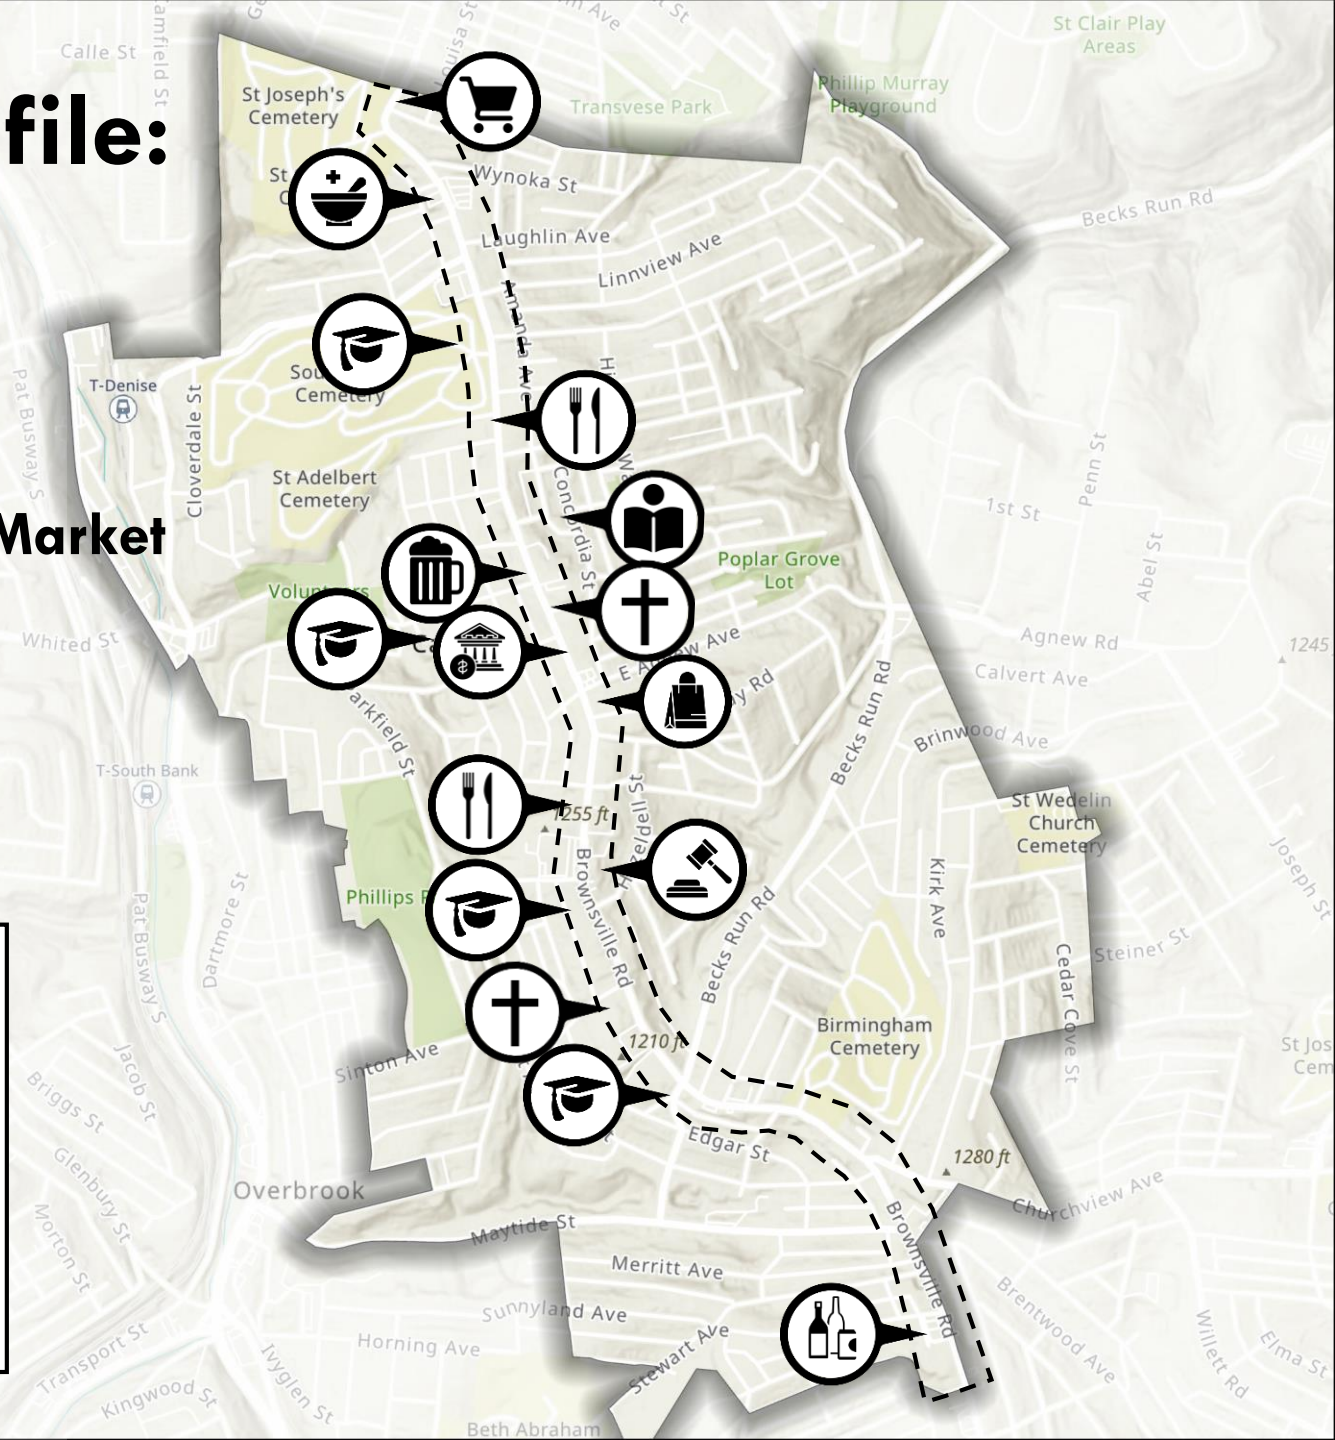 Calle St
St Clair Play
Areas
file:
St Joseph's
Cemetery
Transvese Park
Phillip Murray
Playground
St
Wynoka St
Becks Run Rd
Laughlin Ave
Linnview Ave
Amanda Ave
T-Denise
Cemetery
Cloverdale St
Pat Busway S
St Adelbert
Cemetery
Concordia St
Penn St
1st St
Market
Abel St
Poplar Grove
Lot
Whited St
Agnew Rd
1245
Calvert Ave
Becks Run Rd
Brinwood Ave
T-South Bank
St Wedelin
Church
Cemetery
1255 ft
Brownsville Rd
Kirk Ave
Joseph St
Dartmore St
Pat Busway S
Becks Run Rd
Cedar Cove St
Steiner St
Birmingham
Cemetery
1210 ft
Sinton Ave
Jacob St
Briggs St
Edgar St
1280 ft
Glenbury St
Overbrook
Churchview Ave
Morton St
Maytide St
Brownsville Rd
Merritt Ave
Sunnyland Ave
Brentwood Ave
Horning Ave
Stewart Ave
Willett Rd
Elma St
Transport St
Ivyglen St
Kingwood St
Beth Abraham